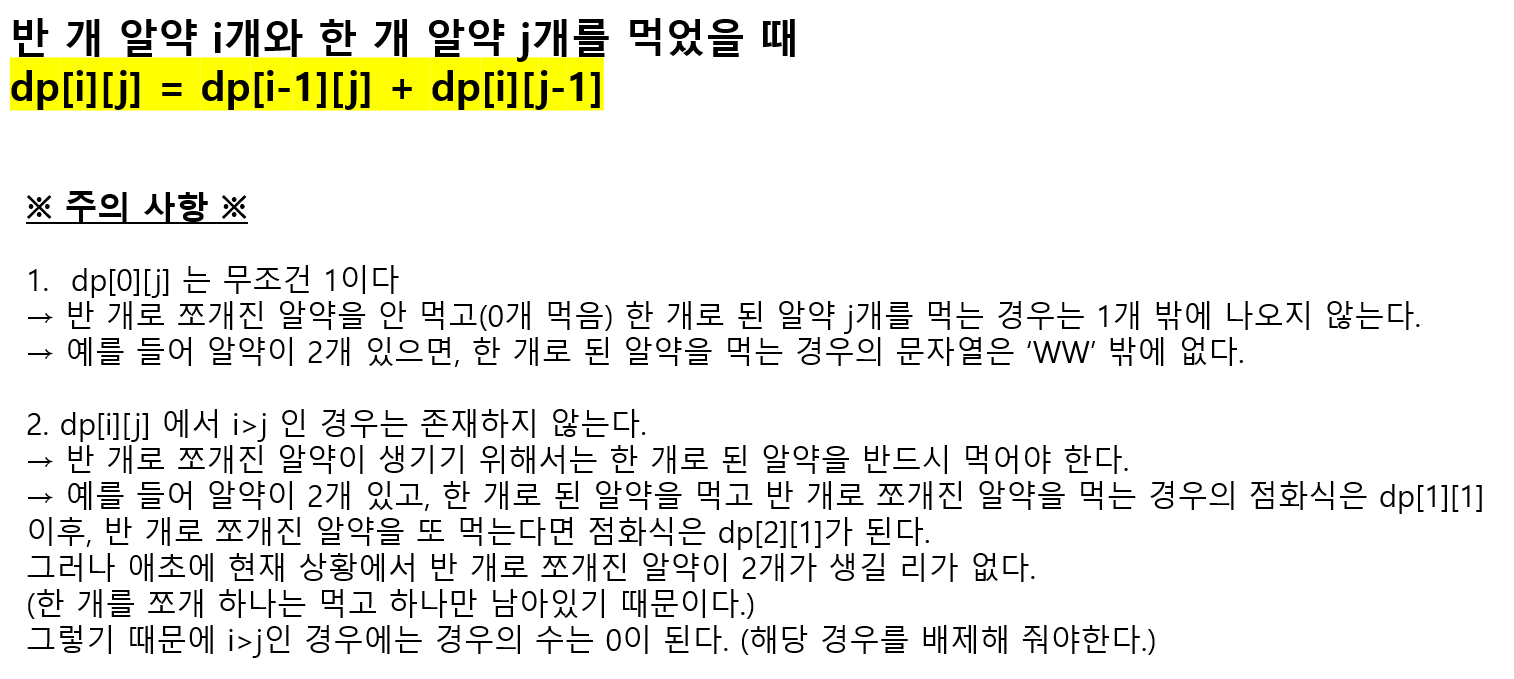 반 개 알약 i개와 한 개 알약 j개를 먹었을 때
dp[i][j] = dp[i-1][j] + dp[i][j-1]
※ 주의 사항 ※
1. dp[0][j] 는 무조건 1이다
→ 반 개로 쪼개진 알약을 안 먹고(0개 먹음) 한 개로 된 알약 j개를 먹는 경우는 1개 밖에 나오지 않는다.
→ 예를 들어 알약이 2개 있으면, 한 개로 된 알약을 먹는 경우의 문자열은 ‘WW’ 밖에 없다.
2. dp[i][j] 에서 i>j 인 경우는 존재하지 않는다.
→ 반 개로 쪼개진 알약이 생기기 위해서는 한 개로 된 알약을 반드시 먹어야 한다.
→ 예를 들어 알약이 2개 있고, 한 개로 된 알약을 먹고 반 개로 쪼개진 알약을 먹는 경우의 점화식은 dp[1][1]
이후, 반 개로 쪼개진 알약을 또 먹는다면 점화식은 dp[2][1]가 된다.
그러나 애초에 현재 상황에서 반 개로 쪼개진 알약이 2개가 생길 리가 없다.
(한 개를 쪼개 하나는 먹고 하나만 남아있기 때문이다.)
그렇기 때문에 i>j인 경우에는 경우의 수는 0이 된다. (해당 경우를 배제해 줘야한다.)